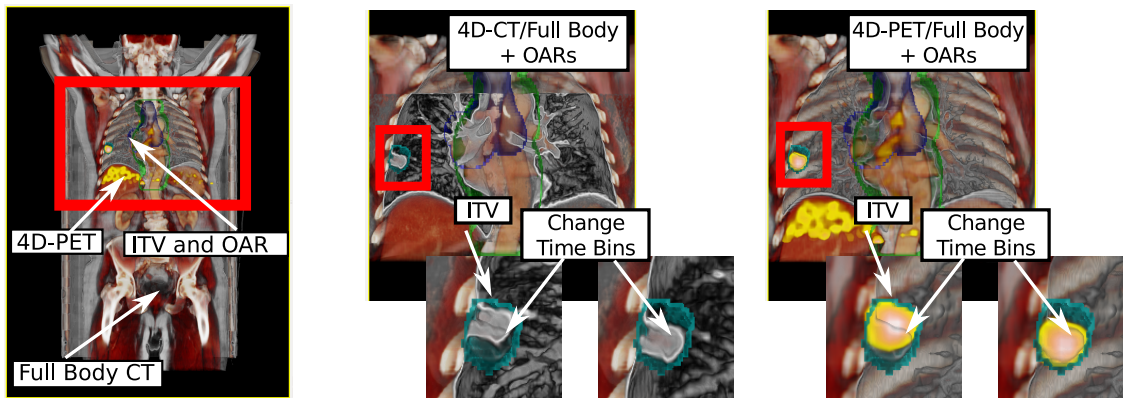 4D-PET
ITV and OAR
Full Body CT
4D-CT/Full Body
+ OARs
ITV
Change
Time Bins
4D-PET/Full Body
+ OARs
ITV
Change
Time Bins